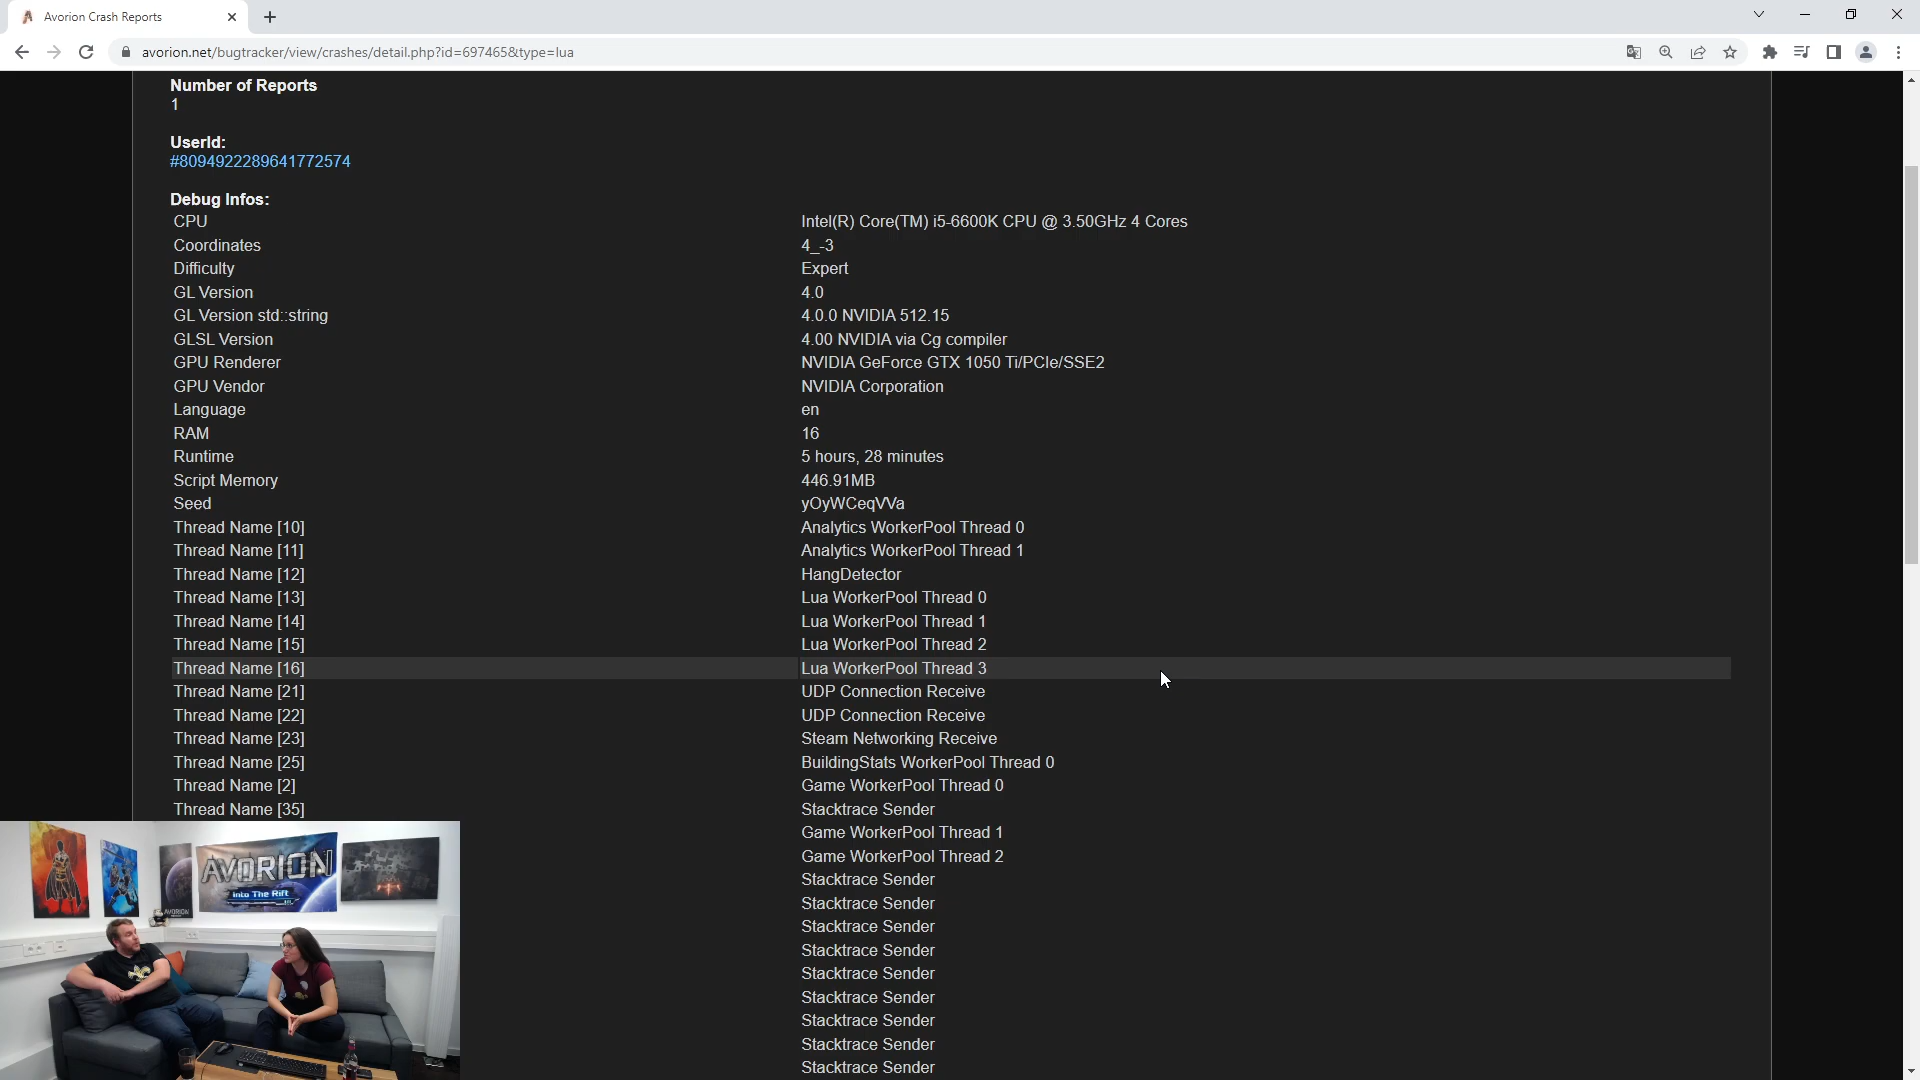 Avorion Crash Reports
avorion.net/bugtracker/view/crashes/detail.php?id=697465&type=lua
Number of Reports
1
UserId:
#8094922289641772574
Debug Infos:
CPU Intel(R) Core(TM) i5-6600K CPU @ 3.50GHz 4 Cores
Coordinates 4_-3
Difficulty Expert
GL Version 4.0
GL Version std::string 4.0.0 NVIDIA 512.15
GLSL Version 4.00 NVIDIA via Cg compiler
GPU Renderer NVIDIA GeForce GTX 1050 Ti/PCIe/SSE2
GPU Vendor NVIDIA Corporation
Language en
RAM 16
Runtime 5 hours, 28 minutes
Script Memory 446.91MB
Seed yOyWCeqVVa
Thread Name [10] Analytics WorkerPool Thread 0
Thread Name [11] Analytics WorkerPool Thread 1
Thread Name [12] HangDetector
Thread Name [13] Lua WorkerPool Thread 0
Thread Name [14] Lua WorkerPool Thread 1
Thread Name [15] Lua WorkerPool Thread 2
Thread Name [16] Lua WorkerPool Thread 3
Thread Name [21] UDP Connection Receive
Thread Name [22] UDP Connection Receive
Thread Name [23] Steam Networking Receive
Thread Name [25] BuildingStats WorkerPool Thread 0
Thread Name [2] Game WorkerPool Thread 0
Thread Name [35] Stacktrace Sender
Game WorkerPool Thread 1
Game WorkerPool Thread 2
Stacktrace Sender
Stacktrace Sender
Stacktrace Sender
Stacktrace Sender
Stacktrace Sender
Stacktrace Sender
Stacktrace Sender
Stacktrace Sender
Stacktrace Sender
AVORION
Into The Rift
AVORION